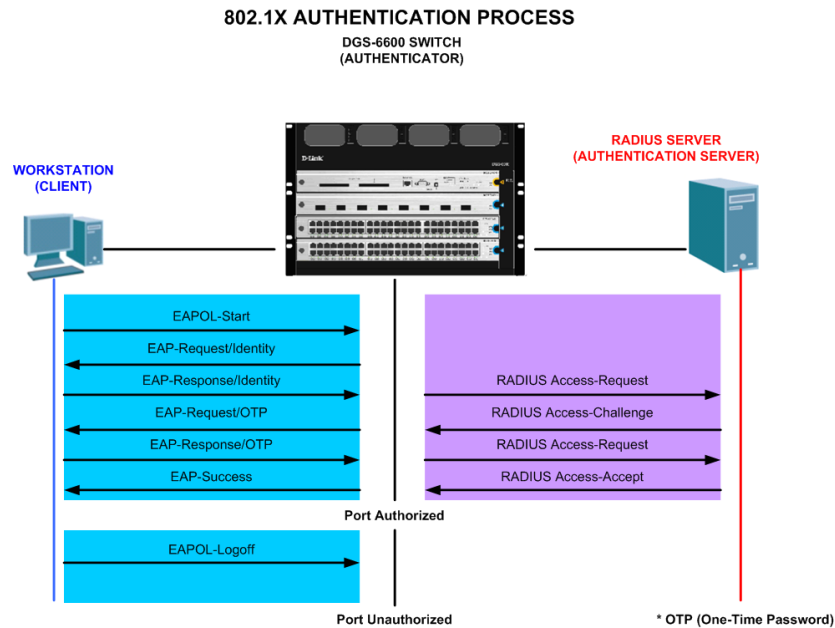 802.1X AUTHENTICATION PROCESS
DGS-6600 SWITCH
(AUTHENTICATOR)
WORKSTATION
(CLIENT)
D-Link
RADIUS SERVER
(AUTHENTICATION SERVER)
EAPOL-Start
EAP-Request/Identity
EAP-Response/Identity
RADIUS Access-Request
EAP-Request/OTP
RADIUS Access-Challenge
EAP-Response/OTP
RADIUS Access-Request
EAP-Success
RADIUS Access-Accept
Port Authorized
EAPOL-Logoff
Port Unauthorized
* OTP (One-Time Password)